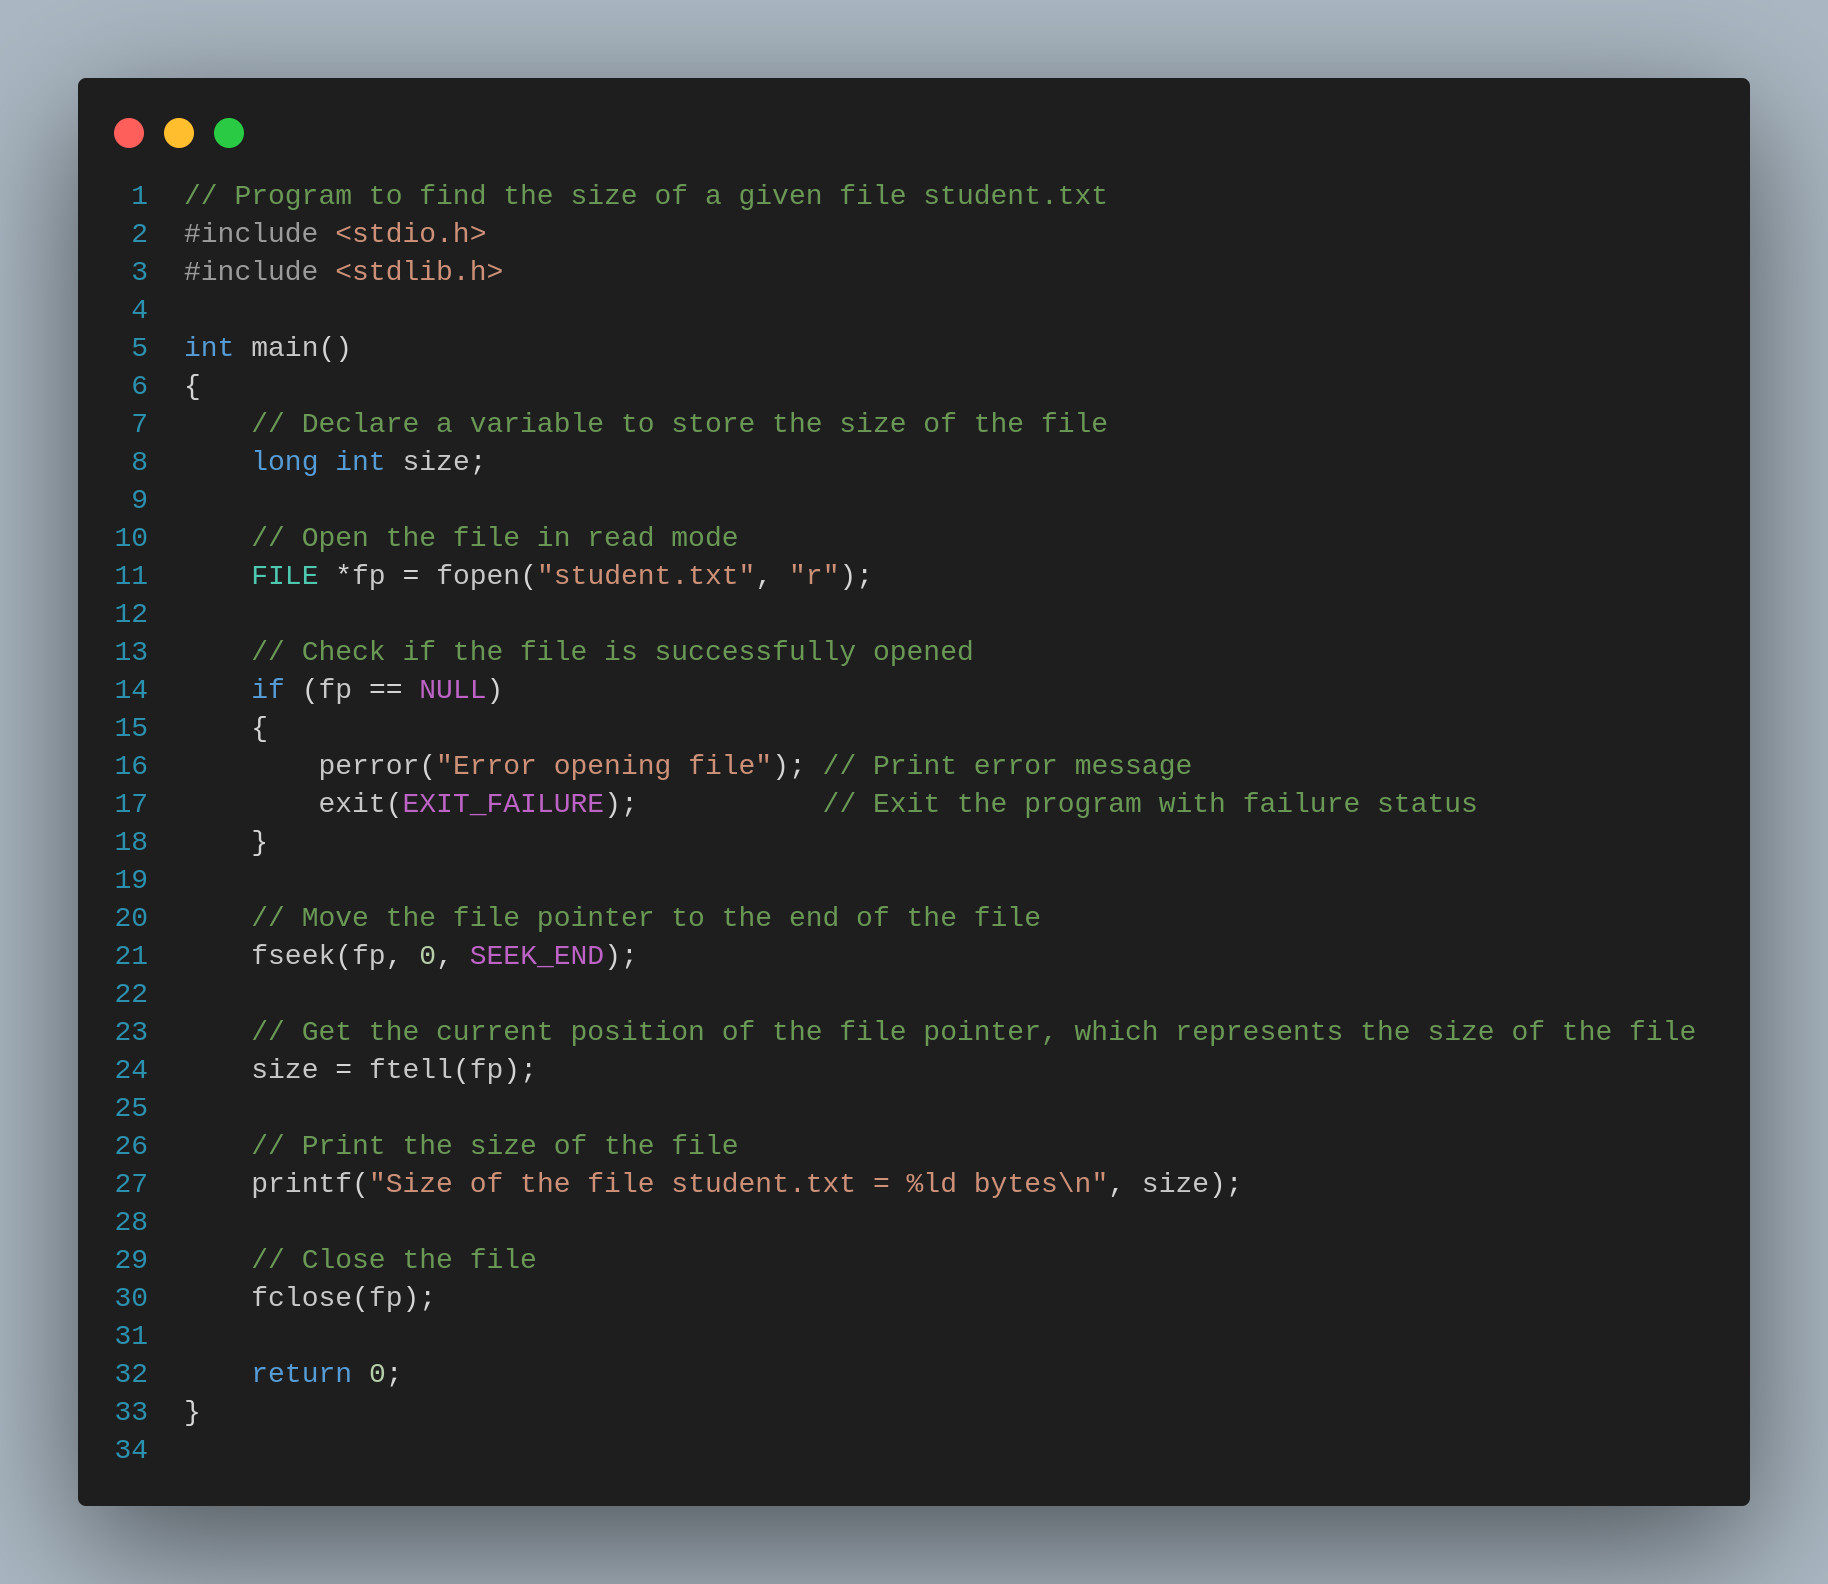 1 // Program to find the size of a given file student.txt
2 #include <stdio.h>
3 #include <stdlib.h>
4
5 int main()
6 {
7     // Declare a variable to store the size of the file
8     long int size;
9
10     // Open the file in read mode
11     FILE *fp = fopen("student.txt", "r");
12
13     // Check if the file is successfully opened
14     if (fp == NULL)
15     {
16         perror("Error opening file"); // Print error message
17         exit(EXIT_FAILURE);           // Exit the program with failure status
18     }
19
20     // Move the file pointer to the end of the file
21     fseek(fp, 0, SEEK_END);
22
23     // Get the current position of the file pointer, which represents the size of the file
24     size = ftell(fp);
25
26     // Print the size of the file
27     printf("Size of the file student.txt = %ld bytes\n", size);
28
29     // Close the file
30     fclose(fp);
31
32     return 0;
33 }
34